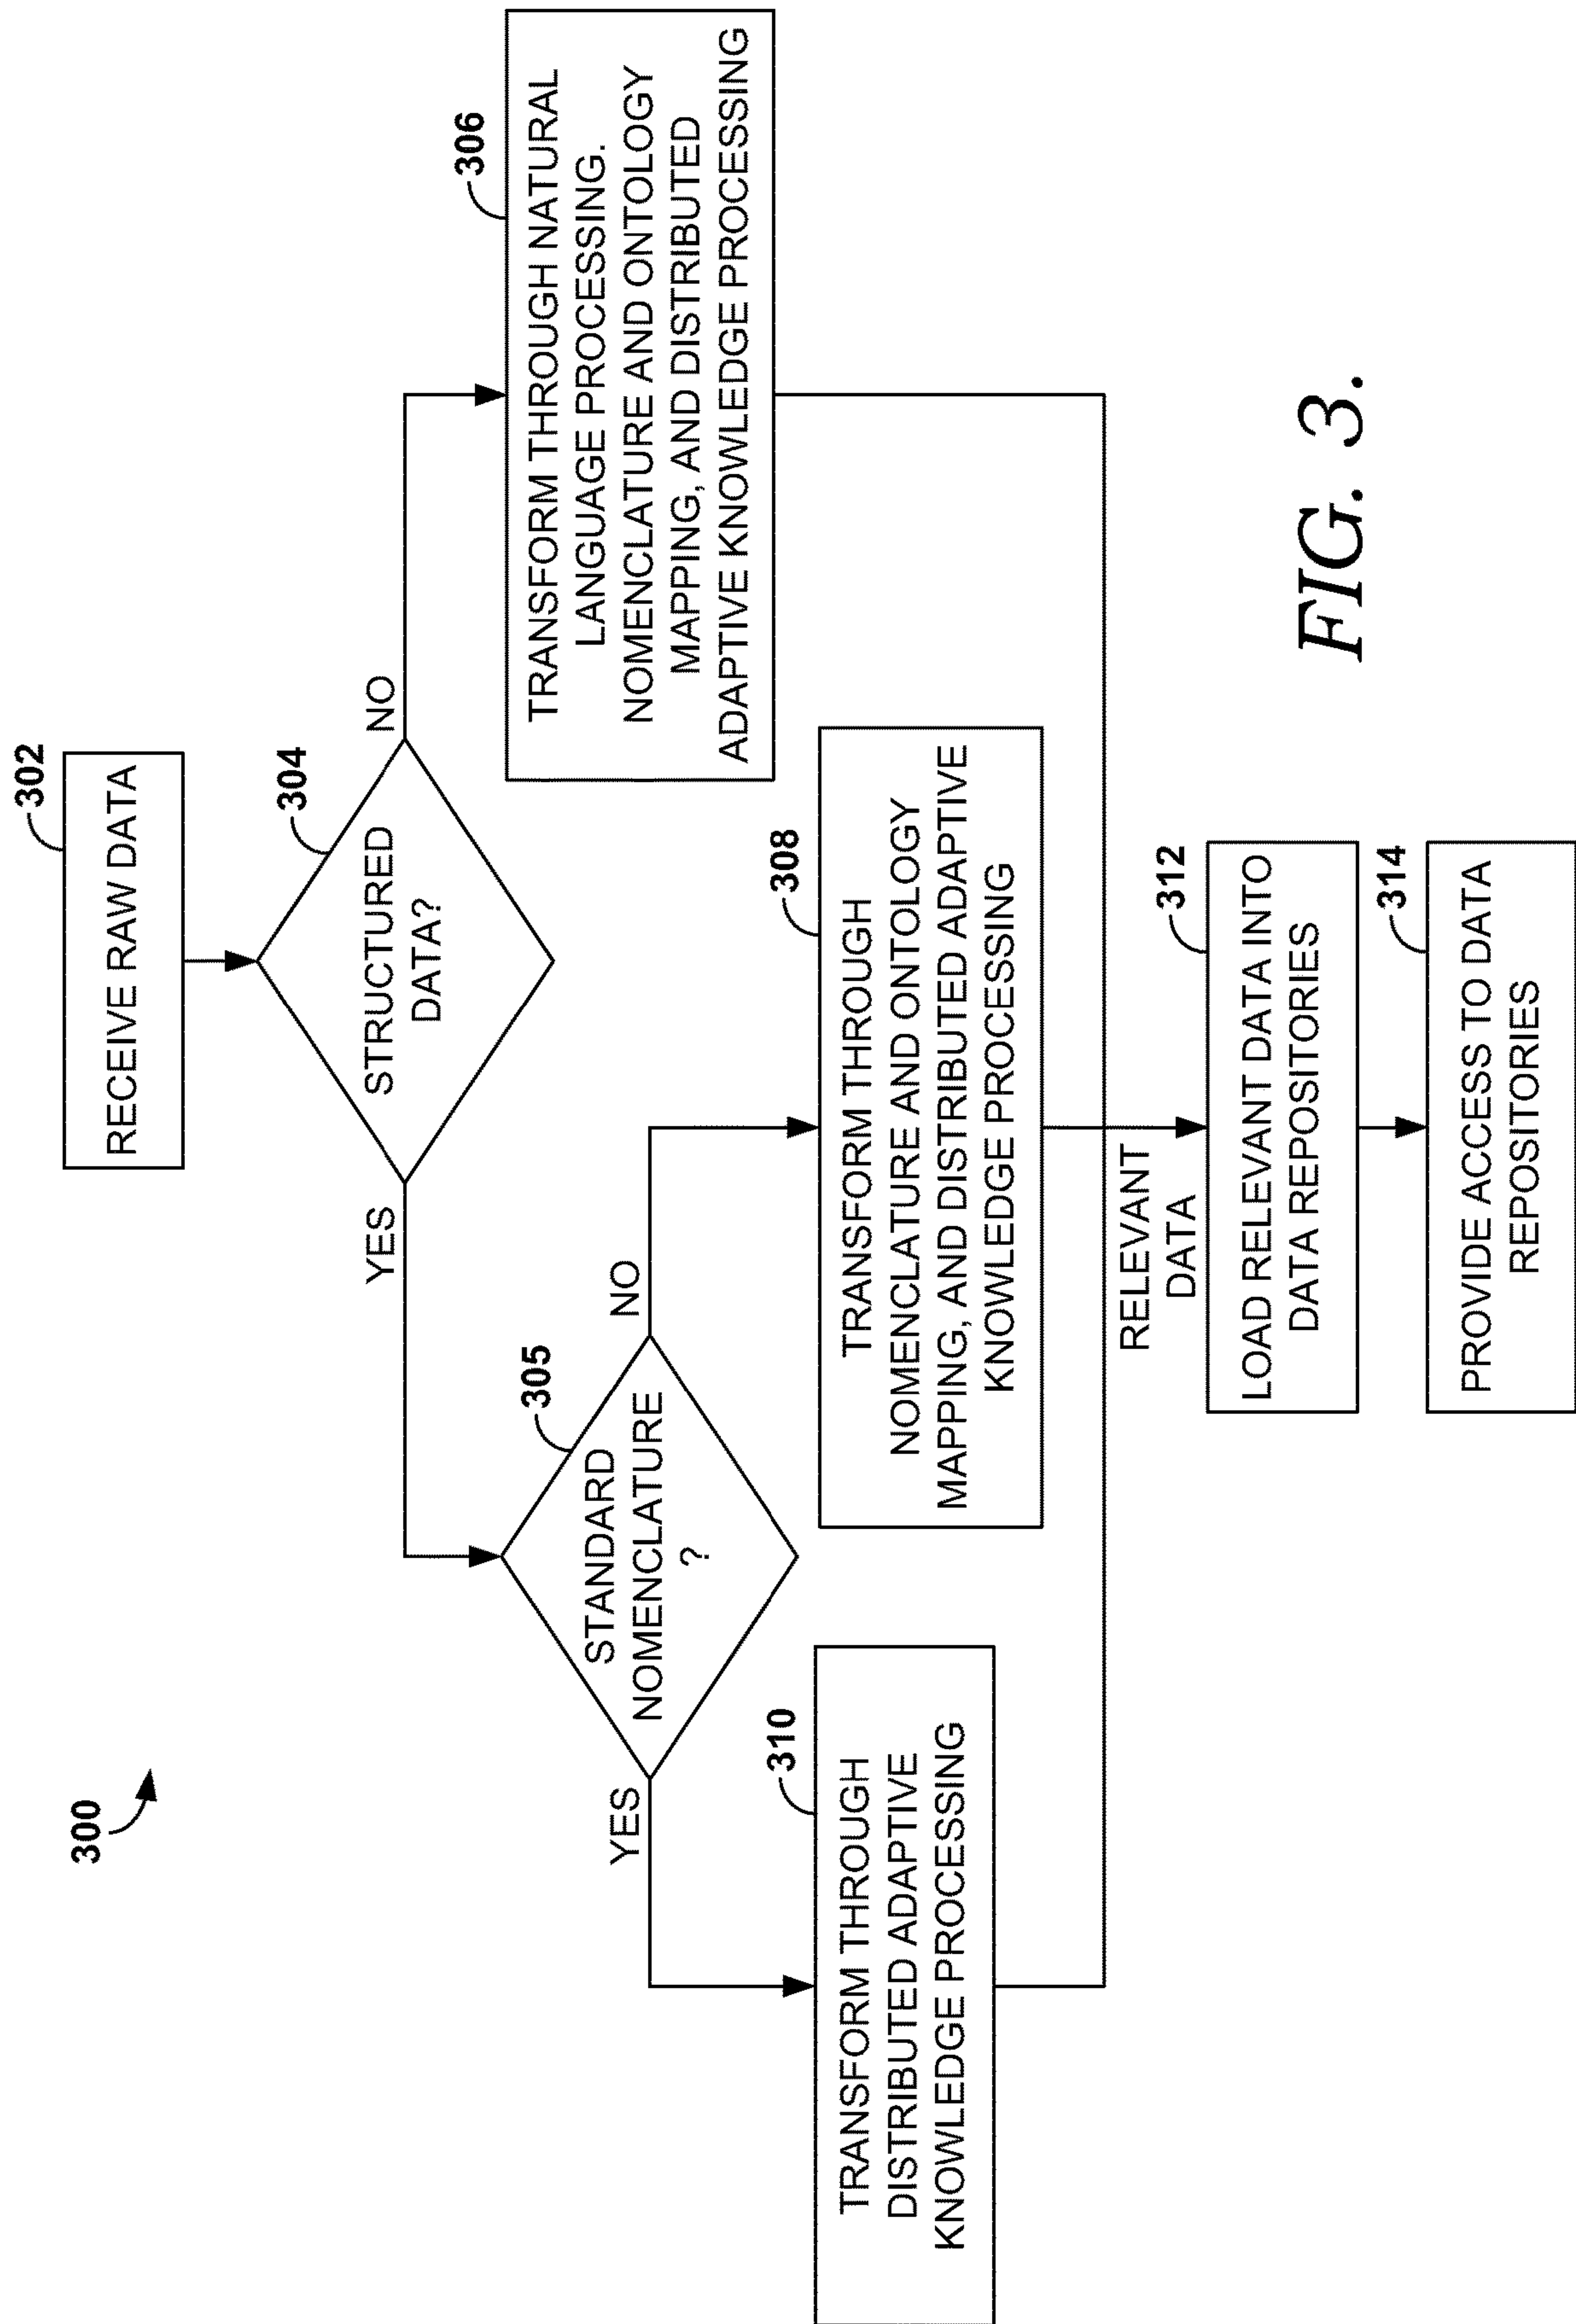 300
302
RECEIVE RAW DATA
304
STRUCTURED
DATA?
YES
NO
305
STANDARD
NOMENCLATURE
?
YES
NO
306
TRANSFORM THROUGH NATURAL
LANGUAGE PROCESSING.
NOMENCLATURE AND ONTOLOGY
MAPPING, AND DISTRIBUTED
ADAPTIVE KNOWLEDGE PROCESSING
310
TRANSFORM THROUGH
DISTRIBUTED ADAPTIVE
KNOWLEDGE PROCESSING
308
TRANSFORM THROUGH
NOMENCLATURE AND ONTOLOGY
MAPPING, AND DISTRIBUTED ADAPTIVE
KNOWLEDGE PROCESSING
RELEVANT
DATA
312
LOAD RELEVANT DATA INTO
DATA REPOSITORIES
314
PROVIDE ACCESS TO DATA
REPOSITORIES
FIG. 3.